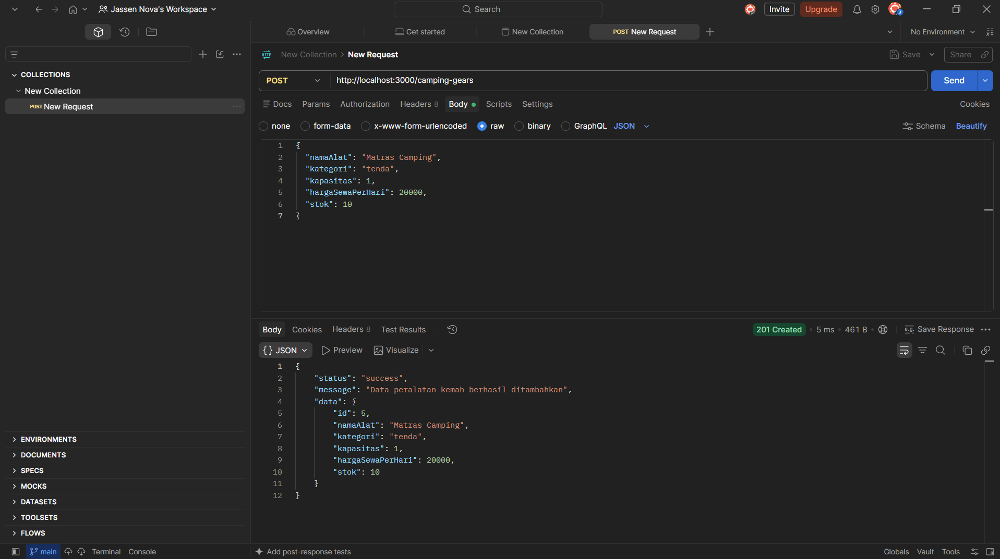 Jassen Nova's Workspace
Search
Invite
Upgrade
Overview
Get started
New Collection
POST New Request
No Environment
COLLECTIONS
New Collection
POST New Request
ENVIRONMENTS
DOCUMENTS
SPECS
MOCKS
DATASETS
TOOLSETS
FLOWS
HTTP New Collection > New Request
Save
Share
POST
http://localhost:3000/camping-gears
Send
Docs
Params
Authorization
Headers 8
Body
Scripts
Settings
Cookies
none
form-data
x-www-form-urlencoded
raw
binary
GraphQL
JSON
Schema
Beautify
1 {
2 "namaAlat": "Matras Camping",
3 "kategori": "tenda",
4 "kapasitas": 1,
5 "hargaSewaPerHari": 20000,
6 "stok": 10
7 }
Body
Cookies
Headers 8
Test Results
201 Created
5 ms
461 B
e.g. Save Response
{} JSON
Preview
Visualize
1 {
2 "status": "success",
3 "message": "Data peralatan kemah berhasil ditambahkan",
4 "data": {
5 "id": 5,
6 "namaAlat": "Matras Camping",
7 "kategori": "tenda",
8 "kapasitas": 1,
9 "hargaSewaPerHari": 20000,
10 "stok": 10
11 }
12 }
main
Terminal
Console
Add post-response tests
Globals
Vault
Tools